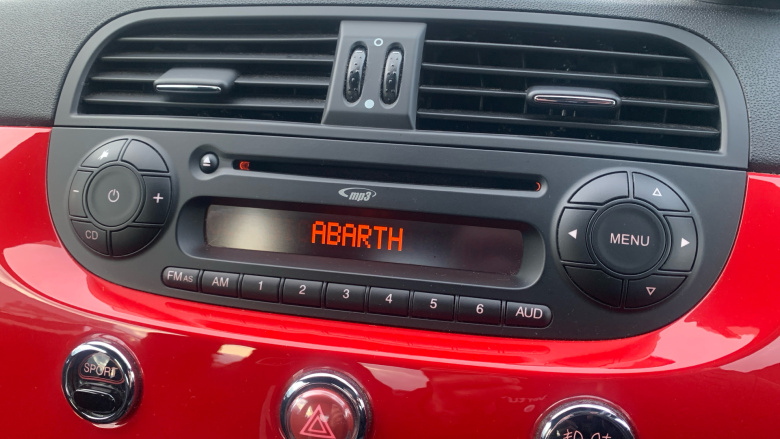 mp3
ABARTH
CD
MENU
FM AS AM 1 2 3 4 5 6 AUD
SPORT